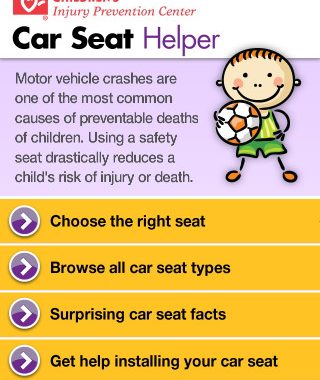 Injury Prevention Center
Car Seat Helper
Motor vehicle crashes are
one of the most common
causes of preventable deaths
of children. Using a safety
seat drastically reduces a
child's risk of injury or death.
Choose the right seat
Browse all car seat types
Surprising car seat facts
Get help installing your car seat